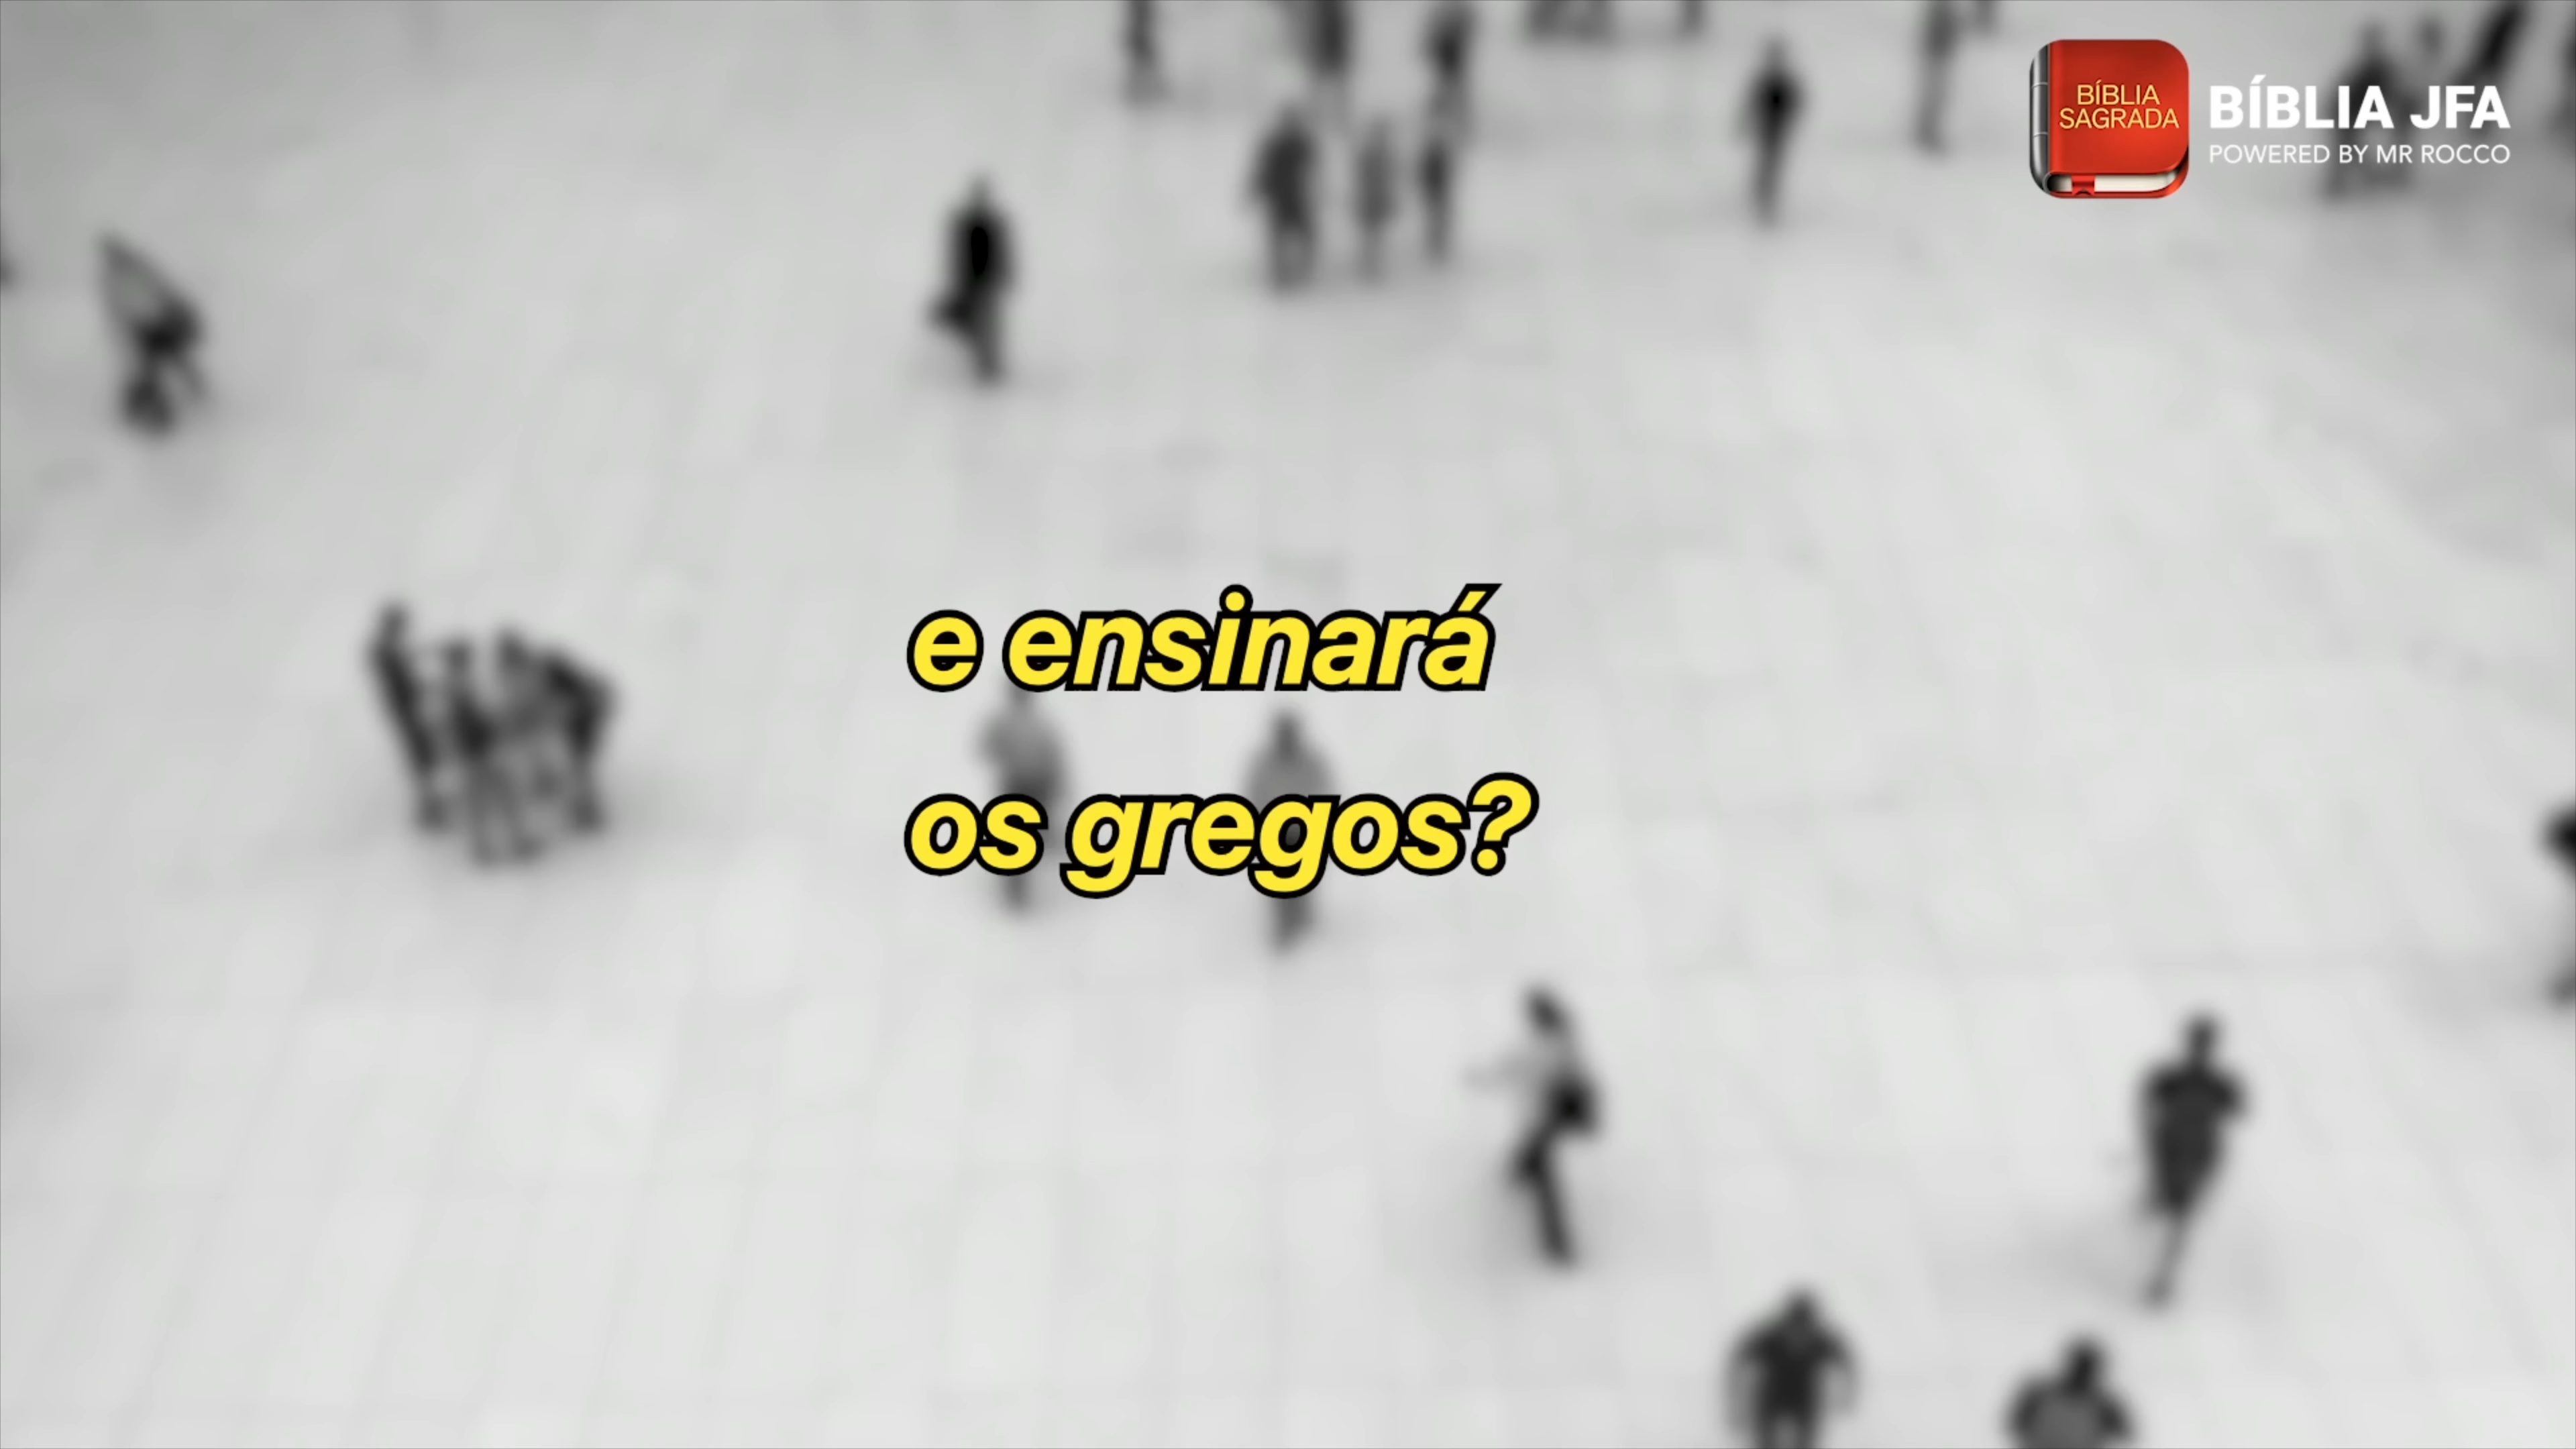 BÍBLIA
SAGRADA
BÍBLIA JFA
POWERED BY MR ROCCO
e ensinará
os gregos?